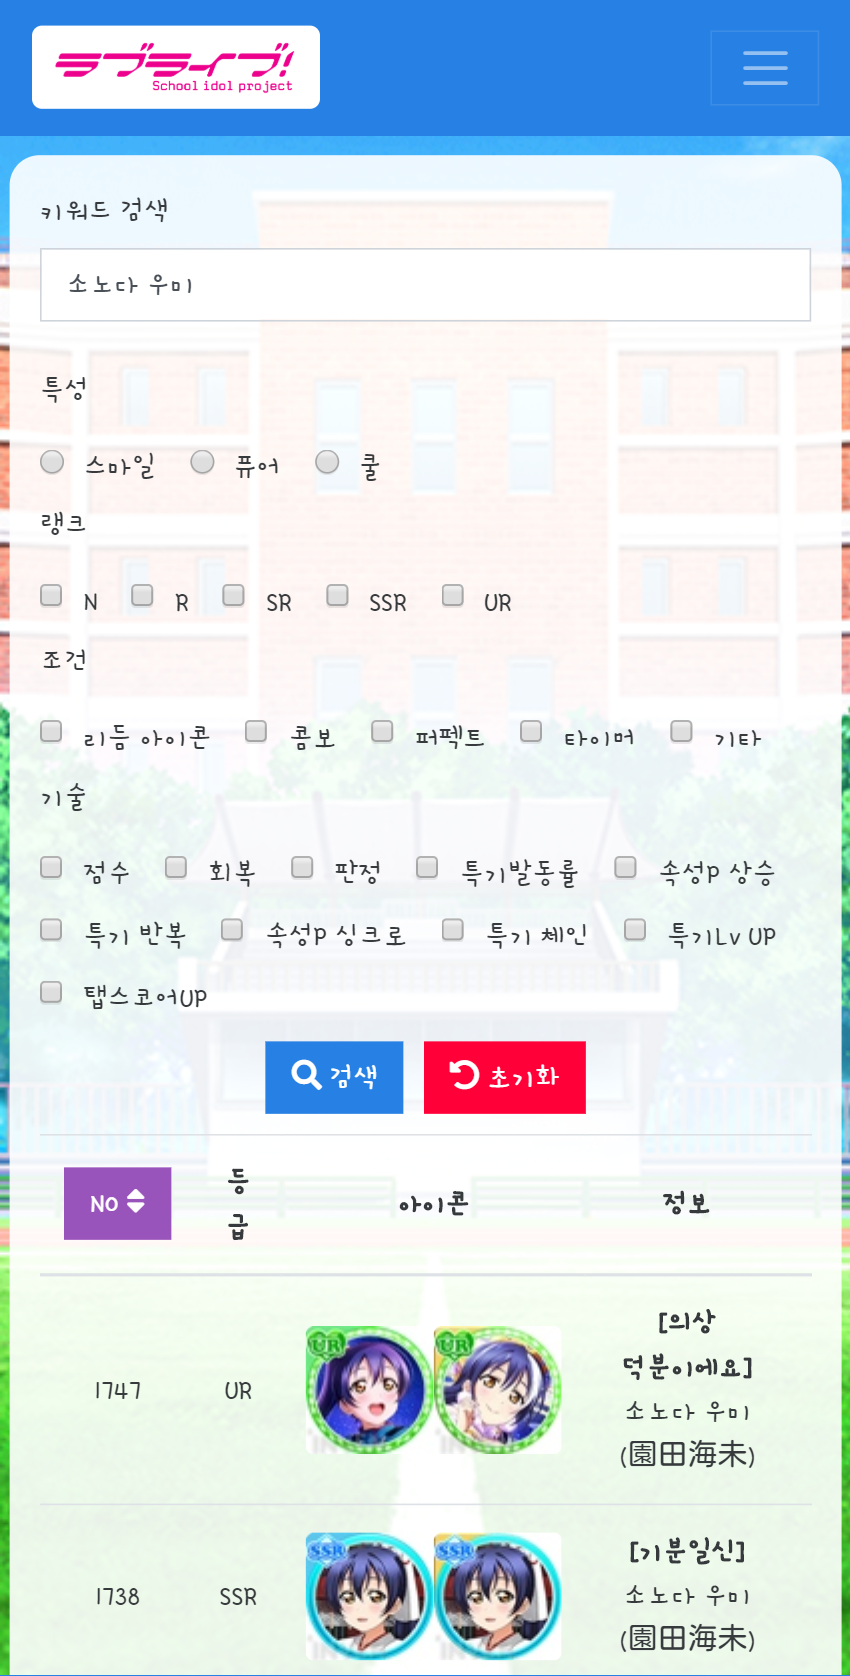 ラブライブ!
School idol project
키워드 검색
소노다 우미
특성
스마일 퓨어 쿨
랭크
N R SR SSR UR
조건
리듬 아이콘 콤보 퍼펙트 타이머 기타
기술
점수 회복 판정 특기발동률 속성P 상승
특기 반복 속성P 싱크로 특기 체인 특기Lv UP
탭스코어UP
검색 초기화
No 등급 아이콘 정보
UR UR
[의상
덕분이에요]
1747 UR
소노다 우미
(園田海未)
SSR SSR
[기분일신]
1738 SSR
소노다 우미
(園田海未)